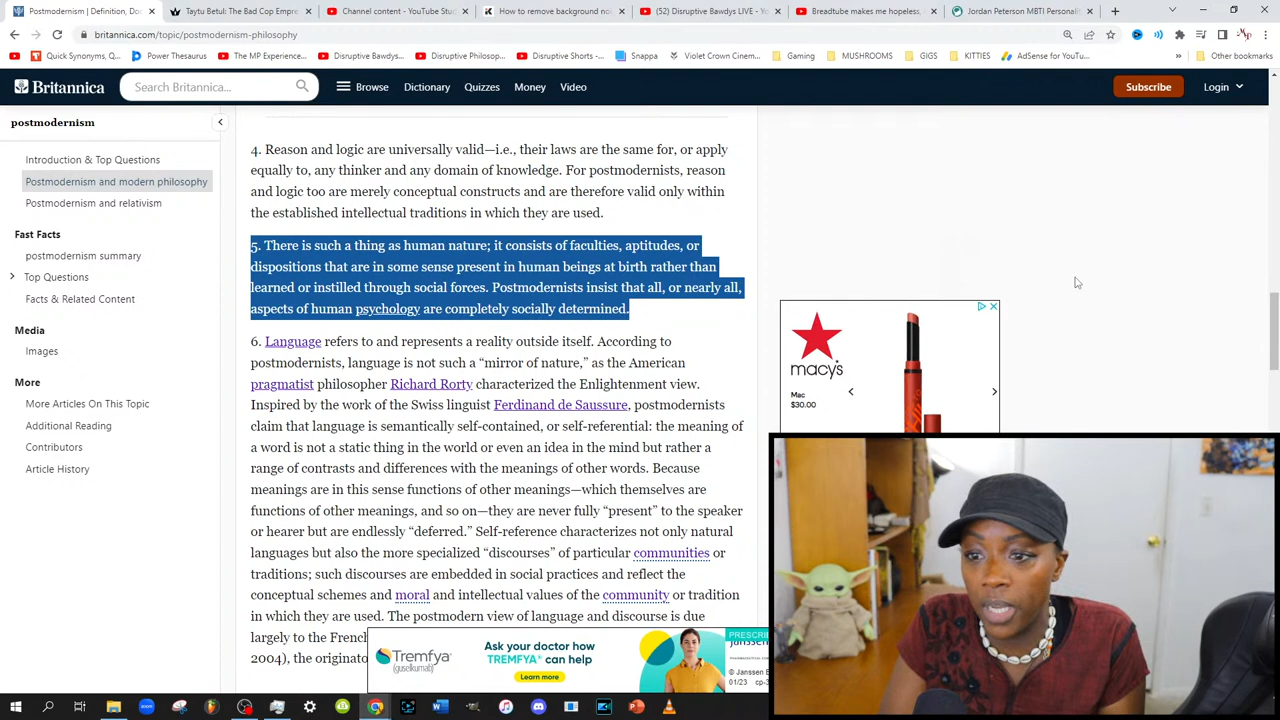 Postmodernism | Definition, Doc
Taytu Betul: The Bad Cop Empre
Channel content - YouTube Stud
How to remove background noi
(52) Disruptive Bawdys LIVE - Yo
Breadtube makes me hopeless,
Jordan Peterson MBTI Personali
britannica.com/topic/postmodernism-philosophy
Quick Synonyms, Q...
Power Thesaurus
The MP Experience...
Disruptive Bawdys...
Disruptive Philosop...
Disruptive Shorts -...
Snappa
Violet Crown Cinem...
Gaming
MUSHROOMS
GIGS
KITTIES
AdSense for YouTu...
Other bookmarks
Britannica
Search Britannica...
Browse
Dictionary
Quizzes
Money
Video
Subscribe
Login
postmodernism
Introduction & Top Questions
Postmodernism and modern philosophy
Postmodernism and relativism
Fast Facts
postmodernism summary
Top Questions
Facts & Related Content
Media
Images
More
More Articles On This Topic
Additional Reading
Contributors
Article History
4. Reason and logic are universally valid—i.e., their laws are the same for, or apply
equally to, any thinker and any domain of knowledge. For postmodernists, reason
and logic too are merely conceptual constructs and are therefore valid only within
the established intellectual traditions in which they are used.
5. There is such a thing as human nature; it consists of faculties, aptitudes, or
dispositions that are in some sense present in human beings at birth rather than
learned or instilled through social forces. Postmodernists insist that all, or nearly all,
aspects of human psychology are completely socially determined.
6. Language refers to and represents a reality outside itself. According to
postmodernists, language is not such a “mirror of nature,” as the American
pragmatist philosopher Richard Rorty characterized the Enlightenment view.
Inspired by the work of the Swiss linguist Ferdinand de Saussure, postmodernists
claim that language is semantically self-contained, or self-referential: the meaning of
a word is not a static thing in the world or even an idea in the mind but rather a
range of contrasts and differences with the meanings of other words. Because
meanings are in this sense functions of other meanings—which themselves are
functions of other meanings, and so on—they are never fully “present” to the speaker
or hearer but are endlessly “deferred.” Self-reference characterizes not only natural
languages but also the more specialized “discourses” of particular communities or
traditions; such discourses are embedded in social practices and reflect the
conceptual schemes and moral and intellectual values of the community or tradition
in which they are used. The postmodern view of language and discourse is due
largely to the French
2004), the originato
macy's
Mac
$30.00
Tremfya
(guselkumab)
Ask your doctor how
TREMFYA® can help
Learn more
PRESCRI
Janssen
© Janssen B
01/23 cp-3